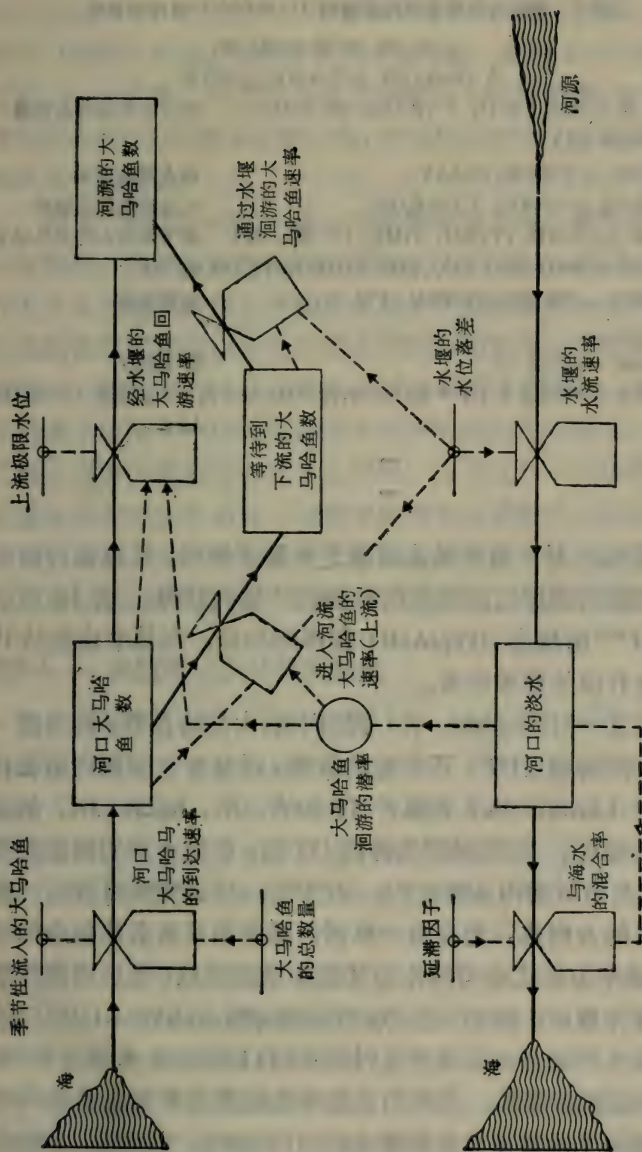 季节性流入的大马哈鱼
海
河口
大马哈马
的到达速率
大马哈鱼
的总数量
河口大马哈
鱼数
上流极限水位
经水堰的
大马哈鱼回
游速率
河源的大
马哈鱼数
通过水堰
洄游的大
马哈鱼速率
等待到
下流的大
马哈鱼数
进入河流
大马哈鱼的
速率(上流)
大马哈鱼
洄游的潜率
海
延滞因子
与海水
的混合率
河口的淡水
水堰的
水位落差
水堰的
水流速率
河源